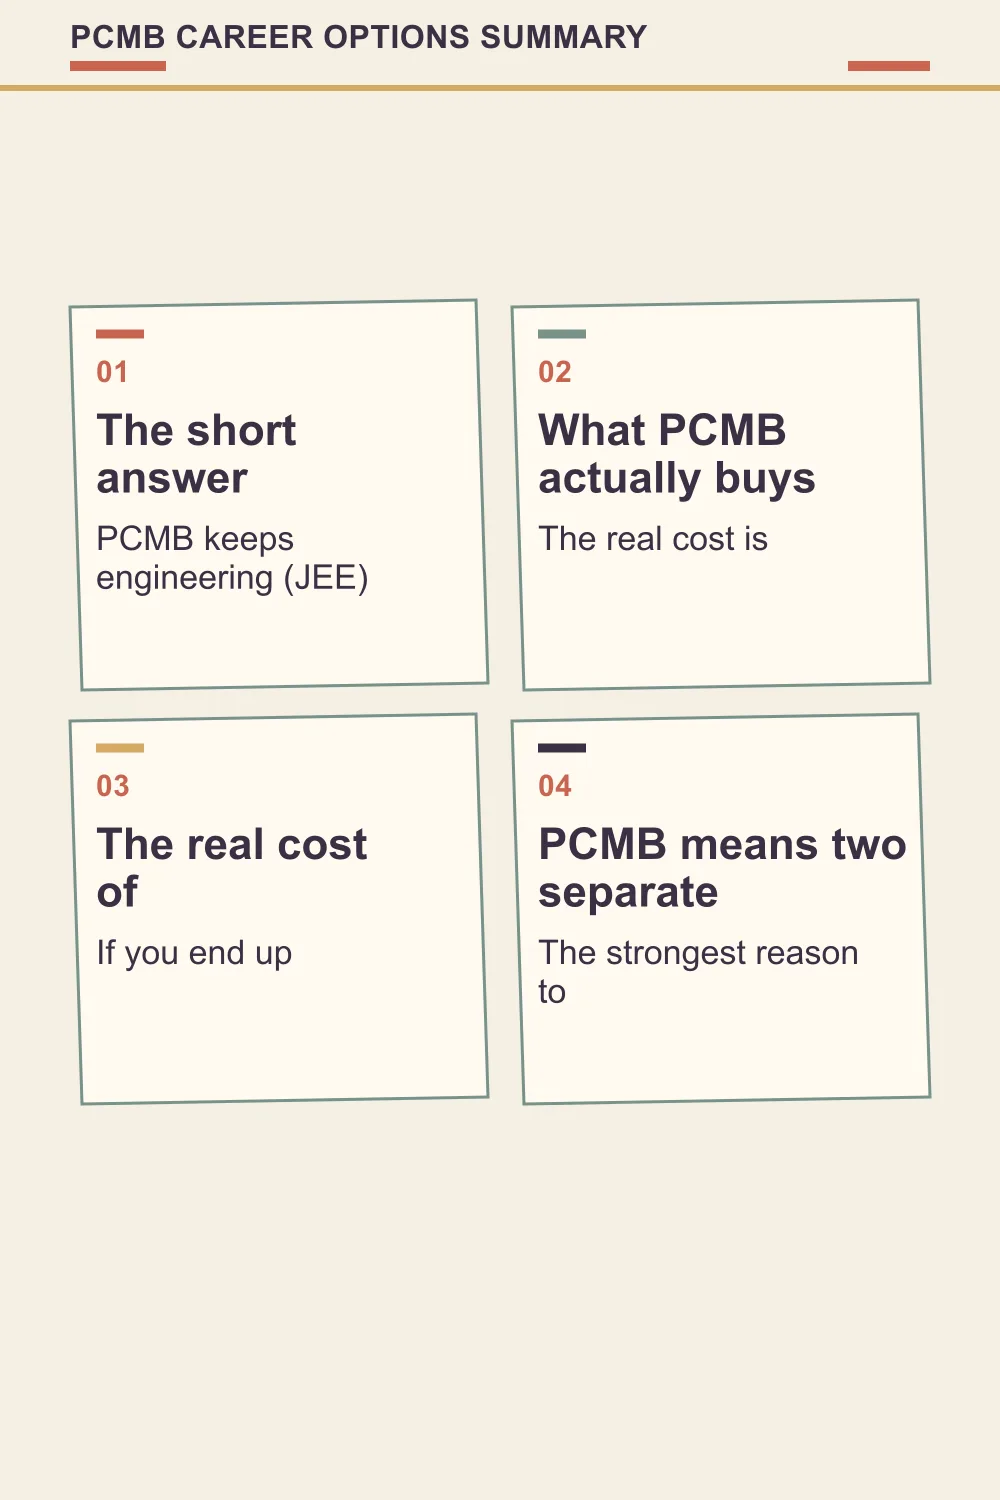 PCMB CAREER OPTIONS SUMMARY
01
The short
answer
PCMB keeps
engineering (JEE)
02
What PCMB
actually buys
The real cost is
03
The real cost
of
If you end up
04
PCMB means two
separate
The strongest reason
to